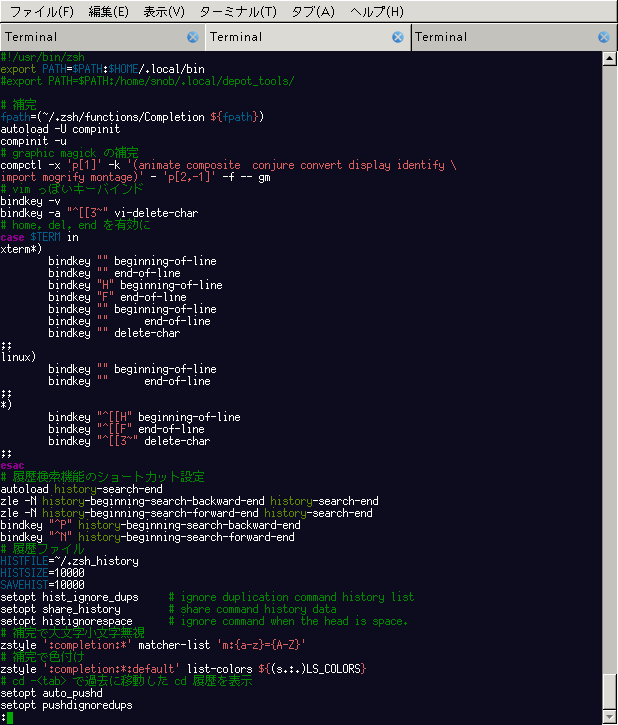 ファイル(F) 編集(E) 表示(V) ターミナル(T) タブ(A) ヘルプ(H)
Terminal Terminal Terminal
#!/usr/bin/zsh
export PATH=$PATH:$HOME/.local/bin
#export PATH=$PATH:/home/snob/.local/depot_tools/
# 補完
fpath=(~/.zsh/functions/Completion ${fpath})
autoload -U compinit
compinit -u
# graphic magick の補完
compctl -x 'p[1]' -k '(animate composite  conjure convert display identify \
import mogrify montage)' - 'p[2,-1]' -f -- gm
# vim っぽいキーバインド
bindkey -v
bindkey -a "^[[3~" vi-delete-char
# home, del, end を有効に
case $TERM in
xterm*)
        bindkey "" beginning-of-line
        bindkey "" end-of-line
        bindkey "H" beginning-of-line
        bindkey "F" end-of-line
        bindkey "" beginning-of-line
        bindkey ""      end-of-line
        bindkey "" delete-char
;;
linux)
        bindkey "" beginning-of-line
        bindkey ""      end-of-line
;;
*)
        bindkey "^[[H" beginning-of-line
        bindkey "^[[F" end-of-line
        bindkey "^[[3~" delete-char
;;
esac
# 履歴検索機能のショートカット設定
autoload history-search-end
zle -N history-beginning-search-backward-end history-search-end
zle -N history-beginning-search-forward-end history-search-end
bindkey "^P" history-beginning-search-backward-end
bindkey "^N" history-beginning-search-forward-end
# 履歴ファイル
HISTFILE=~/.zsh_history
HISTSIZE=10000
SAVEHIST=10000
setopt hist_ignore_dups     # ignore duplication command history list
setopt share_history        # share command history data
setopt histignorespace      # ignore command when the head is space.
# 補完で大文字小文字無視
zstyle ':completion:*' matcher-list 'm:{a-z}={A-Z}'
# 補完で色付け
zstyle ':completion:*:default' list-colors ${(s.:.)LS_COLORS}
# cd -<tab> で過去に移動した cd 履歴を表示
setopt auto_pushd
setopt pushdignoredups
: